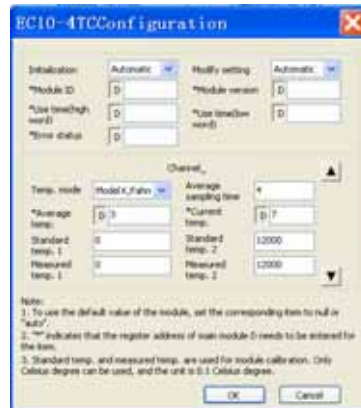 EC10-4TCConfiguration
Initialization Automatic Modify setting Automatic
*Module ID D *Module version D
*Use time(high word) D *Use time(low word) D
*Error status D
Channel_
Temp. mode Model K_Fahn Average sampling time 4
*Average temp. D 3 *Current temp. D 7
Standard temp. 1 0 Standard temp. 2 12000
Measured temp. 1 0 Measured temp. 2 12000
Note:
1. To use the default value of the module, set the corresponding item to null or
"auto".
2. "*" indicates that the register address of main module D needs to be entered for
the item.
3. Standard temp. and measured temp. are used for module calibration. Only
Celsius degree can be used, and the unit is 0.1 Celsius degree.
OK Cancel